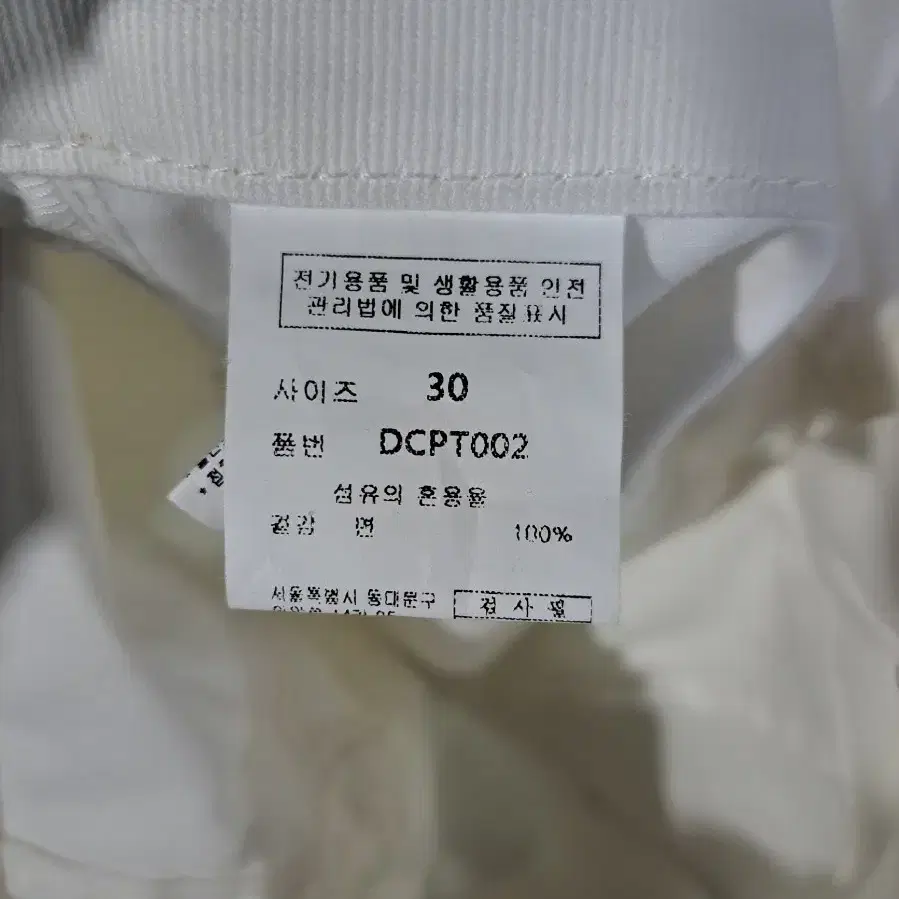 전기용품 및 생활용품 안전
관리법에 의한 품질표시
사이즈 30
품번 DCPT002
섬유의 혼용율
겉감 면 100%
서울특별시 동대문구
검 사 필